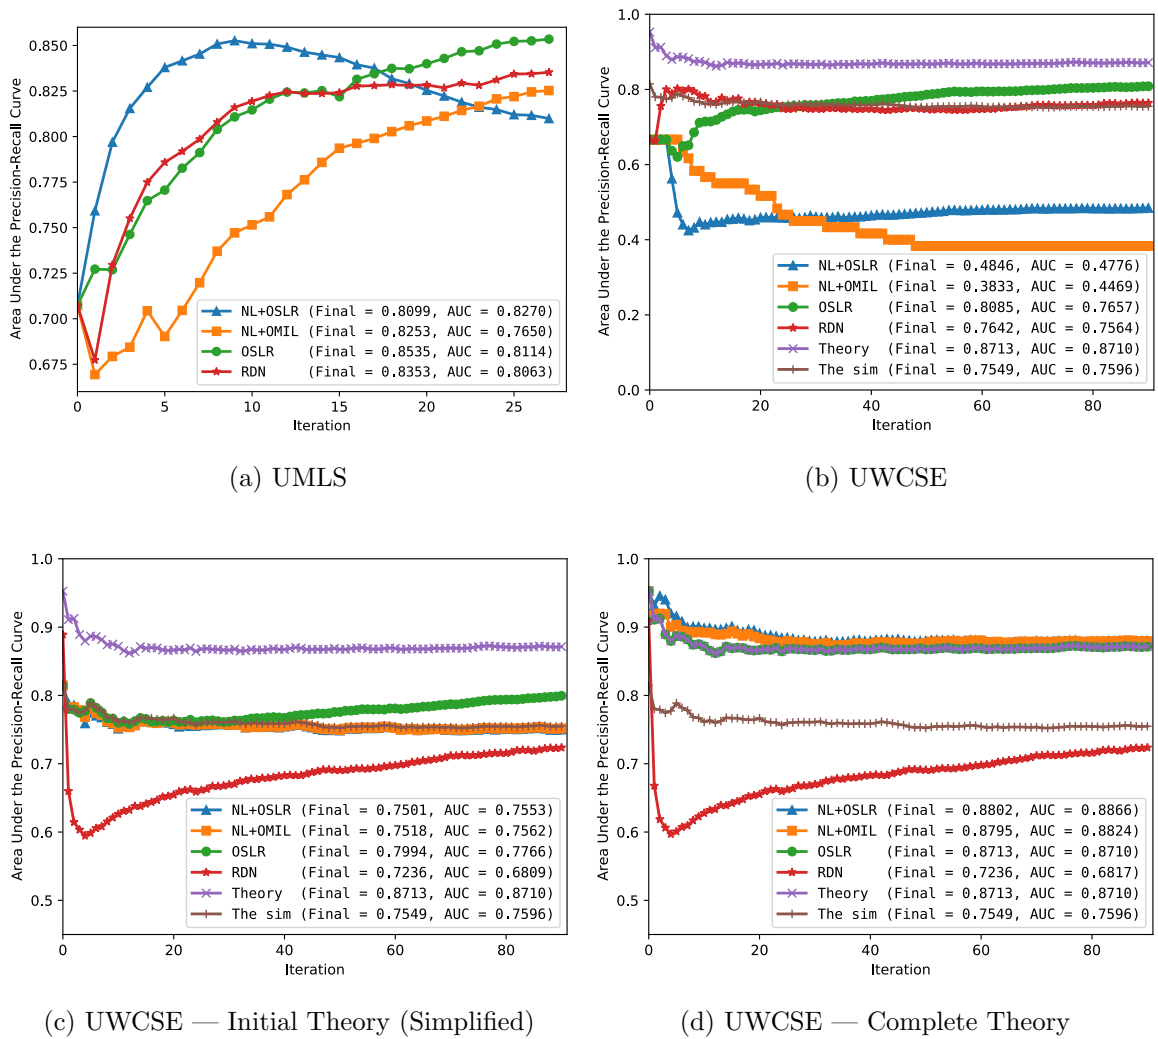 Area Under the Precision-Recall Curve
0.850
0.825
0.800
0.775
0.750
0.725
0.700
0.675
NL+OSLR (Final = 0.8099, AUC = 0.8270)
NL+OMIL (Final = 0.8253, AUC = 0.7650)
OSLR (Final = 0.8535, AUC = 0.8114)
RDN (Final = 0.8353, AUC = 0.8063)
0 5 10 15 20 25
Iteration
(a) UMLS
Area Under the Precision-Recall Curve
1.0
0.8
0.6
0.4
0.2
0.0
NL+OSLR (Final = 0.4846, AUC = 0.4776)
NL+OMIL (Final = 0.3833, AUC = 0.4469)
OSLR (Final = 0.8085, AUC = 0.7657)
RDN (Final = 0.7642, AUC = 0.7564)
Theory (Final = 0.8713, AUC = 0.8710)
The sim (Final = 0.7549, AUC = 0.7596)
0 20 40 60 80
Iteration
(b) UWCSE
Area Under the Precision-Recall Curve
1.0
0.9
0.8
0.7
0.6
0.5
NL+OSLR (Final = 0.7501, AUC = 0.7553)
NL+OMIL (Final = 0.7518, AUC = 0.7562)
OSLR (Final = 0.7994, AUC = 0.7766)
RDN (Final = 0.7236, AUC = 0.6809)
Theory (Final = 0.8713, AUC = 0.8710)
The sim (Final = 0.7549, AUC = 0.7596)
0 20 40 60 80
Iteration
(c) UWCSE — Initial Theory (Simplified)
Area Under the Precision-Recall Curve
1.0
0.9
0.8
0.7
0.6
0.5
NL+OSLR (Final = 0.8802, AUC = 0.8866)
NL+OMIL (Final = 0.8795, AUC = 0.8824)
OSLR (Final = 0.8713, AUC = 0.8710)
RDN (Final = 0.7236, AUC = 0.6817)
Theory (Final = 0.8713, AUC = 0.8710)
The sim (Final = 0.7549, AUC = 0.7596)
0 20 40 60 80
Iteration
(d) UWCSE — Complete Theory